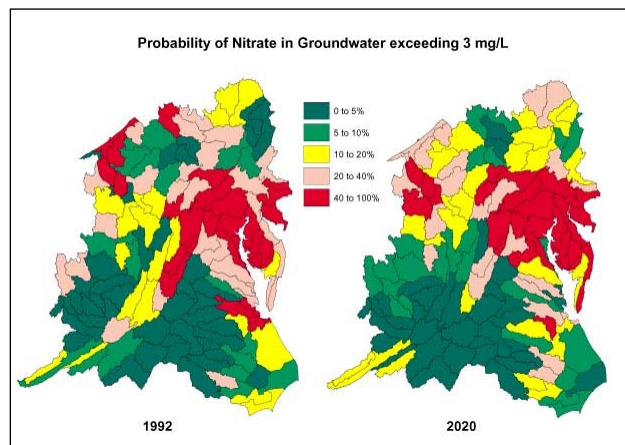 Probability of Nitrate in Groundwater exceeding 3 mg/L
0 to 5%
5 to 10%
10 to 20%
20 to 40%
40 to 100%
1992
2020